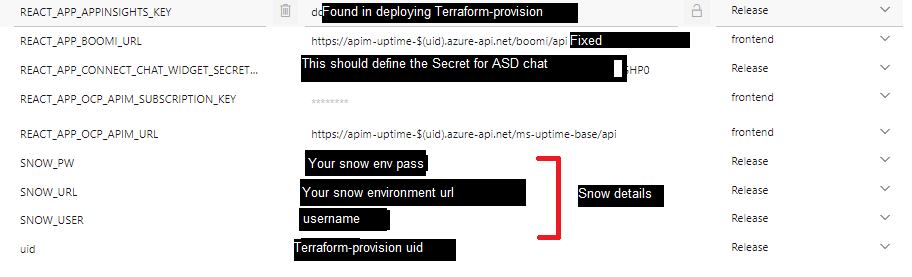 REACT_APP_APPINSIGHTS_KEY dc Found in deploying Terraform-provision Release
REACT_APP_BOOMI_URL https://apim-uptime-$(uid).azure-api.net/boomi/api Fixed frontend
REACT_APP_CONNECT_CHAT_WIDGET_SECRET... This should define the Secret for ASD chat HP0 Release
REACT_APP_OCP_APIM_SUBSCRIPTION_KEY ******** frontend
REACT_APP_OCP_APIM_URL https://apim-uptime-$(uid).azure-api.net/ms-uptime-base/api frontend
SNOW_PW Your snow env pass Release
SNOW_URL Your snow environment url Snow details Release
SNOW_USER username Release
uid Terraform-provision uid Release